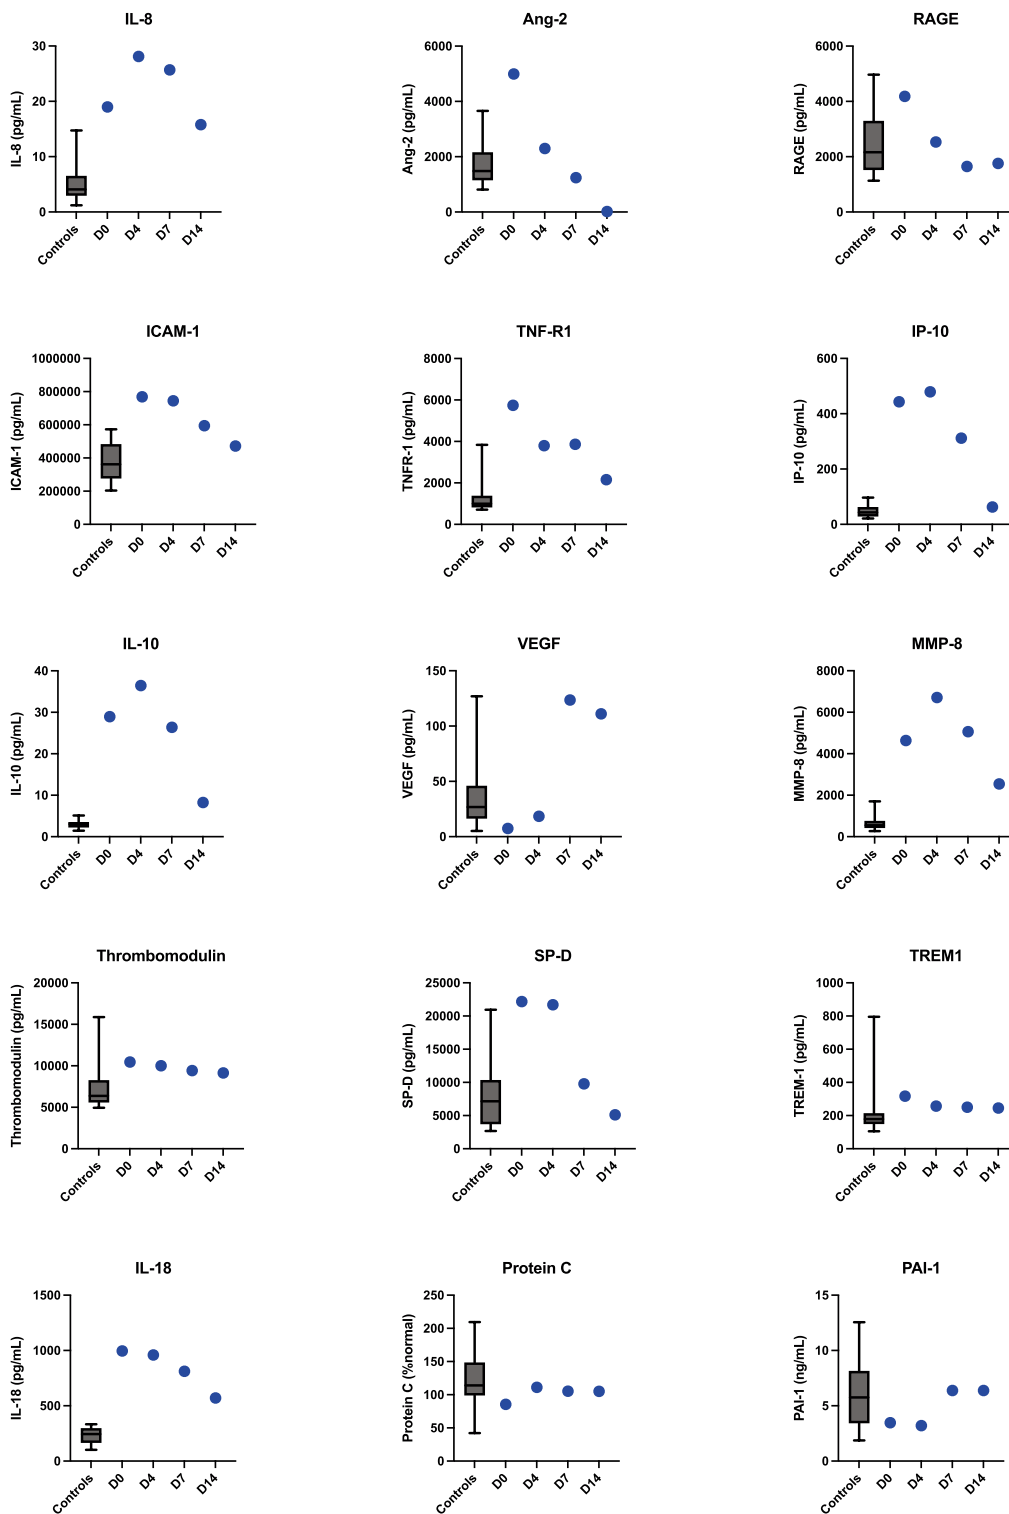 IL-8
IL-8 (pg/mL)
30
20
10
0
Controls
D0
D4
D7
D14
Ang-2
Ang-2 (pg/mL)
6000
4000
2000
0
Controls
D0
D4
D7
D14
RAGE
RAGE (pg/mL)
6000
4000
2000
0
Controls
D0
D4
D7
D14
ICAM-1
ICAM-1 (pg/mL)
1000000
800000
600000
400000
200000
0
Controls
D0
D4
D7
D14
TNF-R1
TNFR-1 (pg/mL)
8000
6000
4000
2000
0
Controls
D0
D4
D7
D14
IP-10
IP-10 (pg/mL)
600
400
200
0
Controls
D0
D4
D7
D14
IL-10
IL-10 (pg/mL)
40
30
20
10
0
Controls
D0
D4
D7
D14
VEGF
VEGF (pg/mL)
150
100
50
0
Controls
D0
D4
D7
D14
MMP-8
MMP-8 (pg/mL)
8000
6000
4000
2000
0
Controls
D0
D4
D7
D14
Thrombomodulin
Thrombomodulin (pg/mL)
20000
15000
10000
5000
0
Controls
D0
D4
D7
D14
SP-D
SP-D (pg/mL)
25000
20000
15000
10000
5000
0
Controls
D0
D4
D7
D14
TREM1
TREM-1 (pg/mL)
1000
800
600
400
200
0
Controls
D0
D4
D7
D14
IL-18
IL-18 (pg/mL)
1500
1000
500
0
Controls
D0
D4
D7
D14
Protein C
Protein C (%normal)
250
200
150
100
50
0
Controls
D0
D4
D7
D14
PAI-1
PAI-1 (ng/mL)
15
10
5
0
Controls
D0
D4
D7
D14